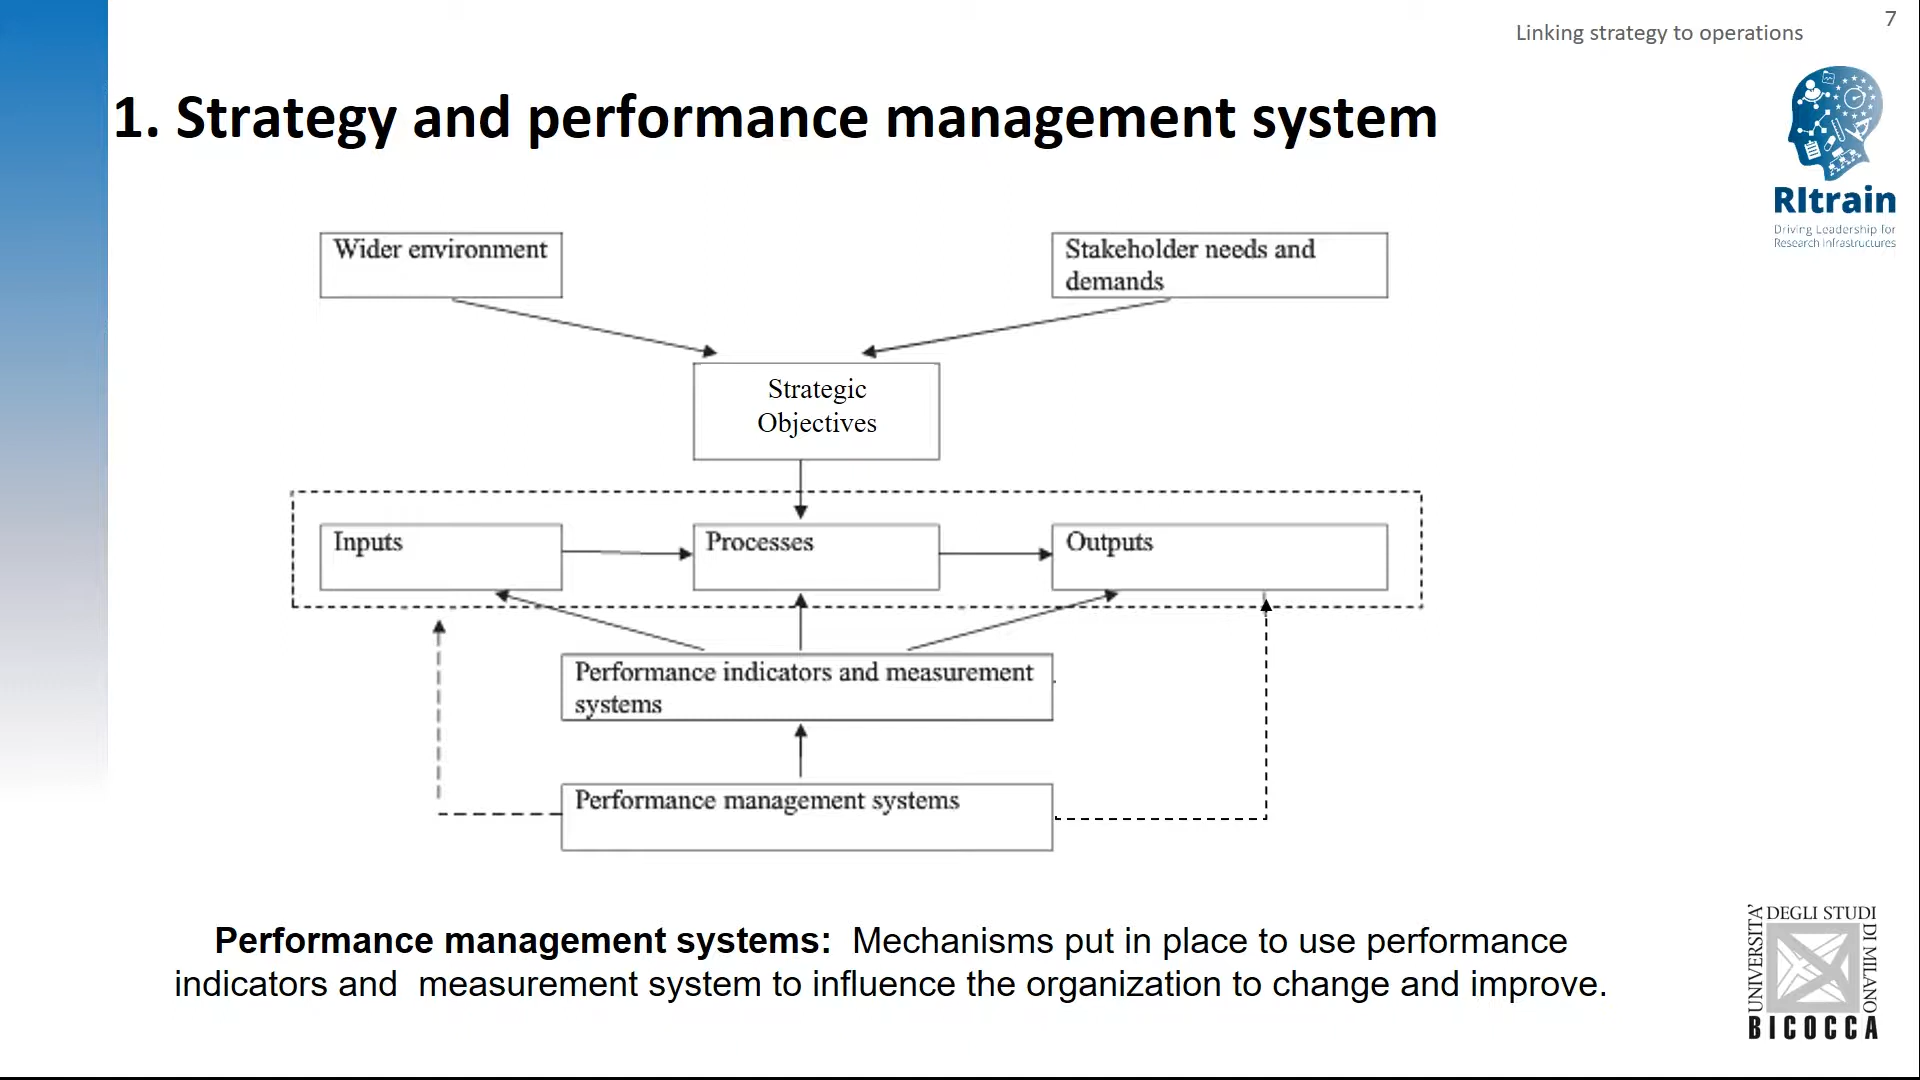 7
Linking strategy to operations
1. Strategy and performance management system
RItrain
Driving Leadership for
Research Infrastructures
Wider environment
Stakeholder needs and
demands
Strategic
Objectives
Inputs
Processes
Outputs
Performance indicators and measurement
systems
Performance management systems
Performance management systems: Mechanisms put in place to use performance
indicators and measurement system to influence the organization to change and improve.
UNIVERSITA'
DEGLI STUDI
DI MILANO
BICOCCA